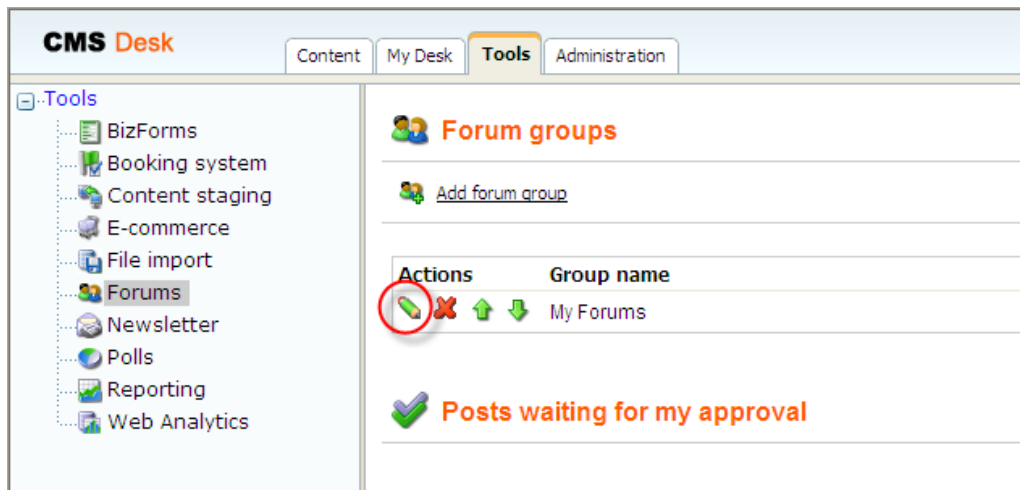 CMS Desk
Content
My Desk
Tools
Administration
Tools
BizForms
Booking system
Content staging
E-commerce
File import
Forums
Newsletter
Polls
Reporting
Web Analytics
Forum groups
Add forum group
Actions Group name
My Forums
Posts waiting for my approval